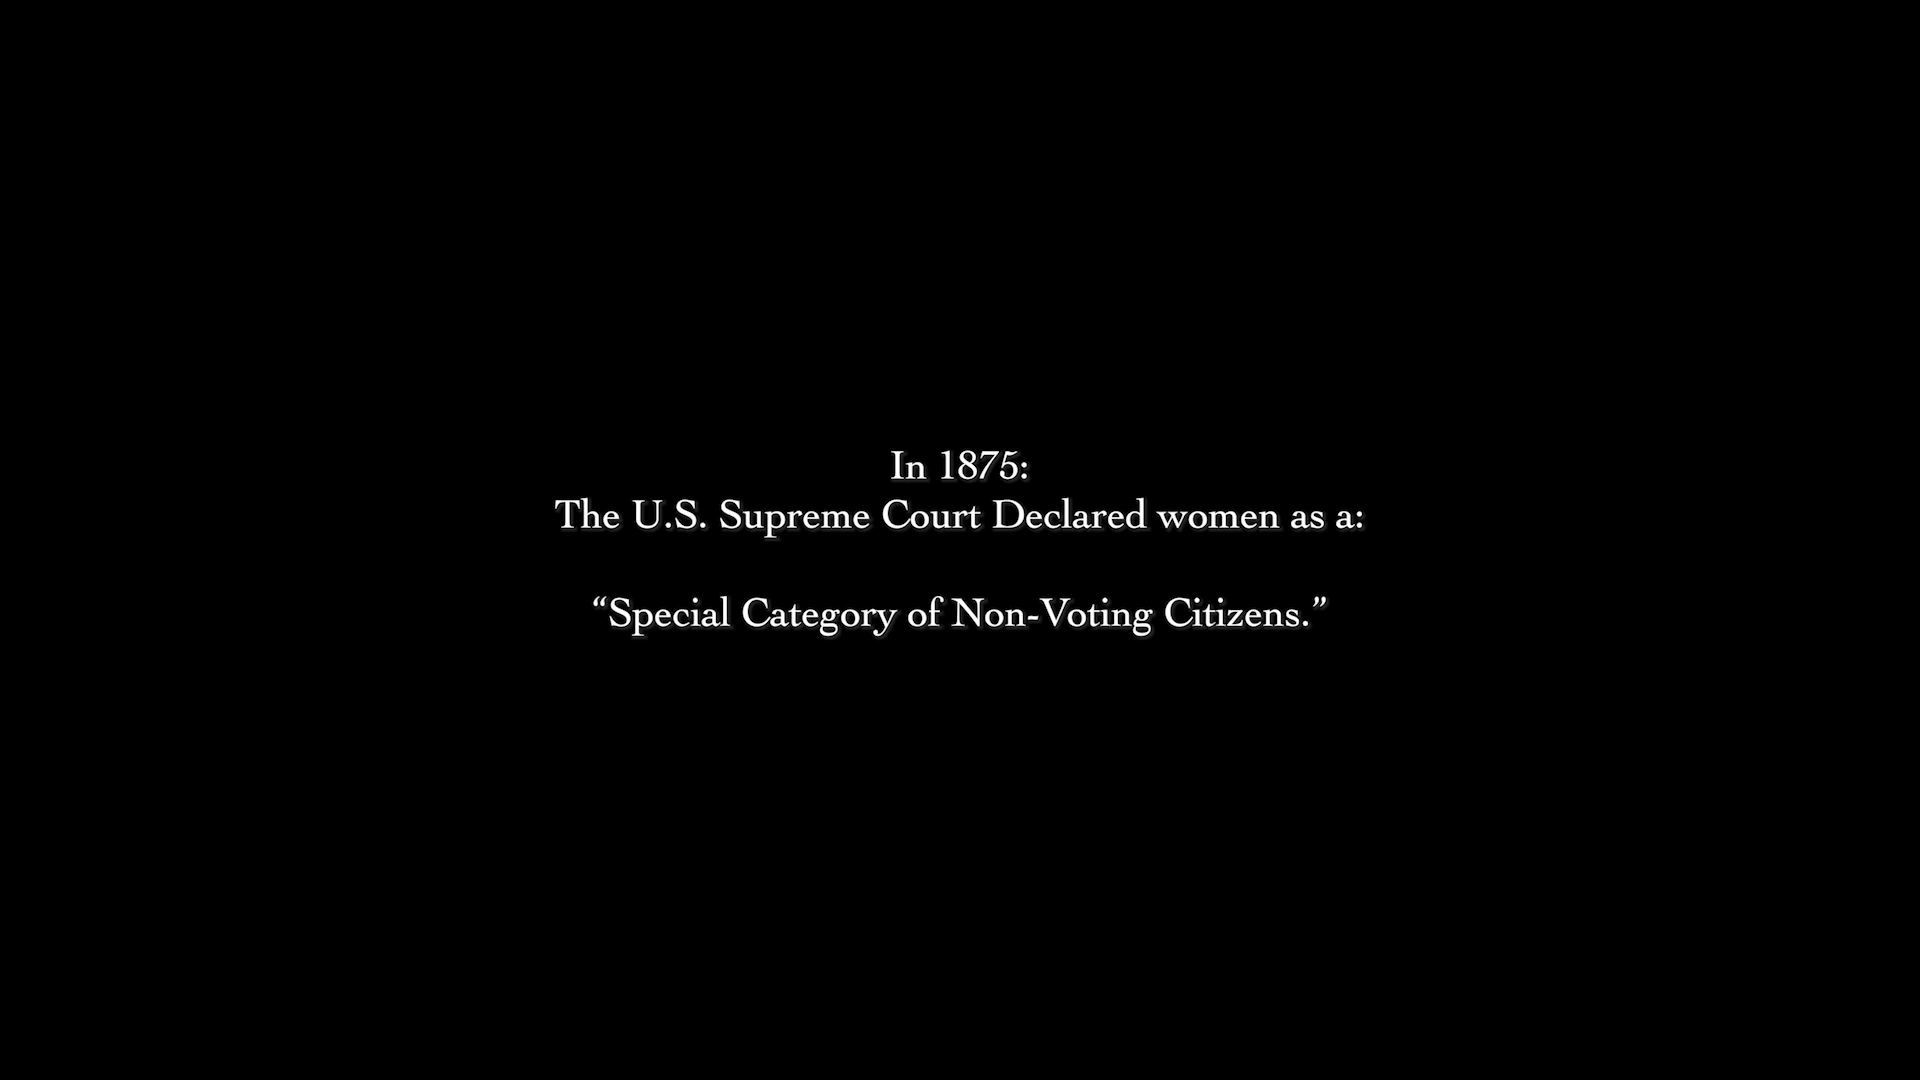 In 1875:
The U.S. Supreme Court Declared women as a:
“Special Category of Non-Voting Citizens.”